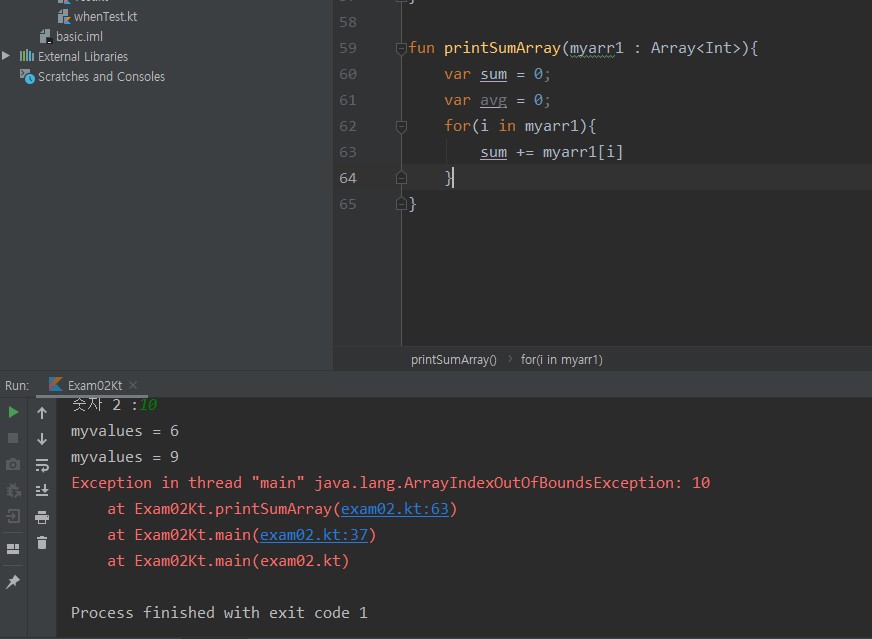 whenTest.kt
basic.iml
External Libraries
Scratches and Consoles
58
59 fun printSumArray(myarr1 : Array<Int>){
60 var sum = 0;
61 var avg = 0;
62 for(i in myarr1){
63 sum += myarr1[i]
64 }
65 }
printSumArray() › for(i in myarr1)
Run: Exam02Kt
숫자 2 :10
myvalues = 6
myvalues = 9
Exception in thread "main" java.lang.ArrayIndexOutOfBoundsException: 10
at Exam02Kt.printSumArray(exam02.kt:63)
at Exam02Kt.main(exam02.kt:37)
at Exam02Kt.main(exam02.kt)
Process finished with exit code 1